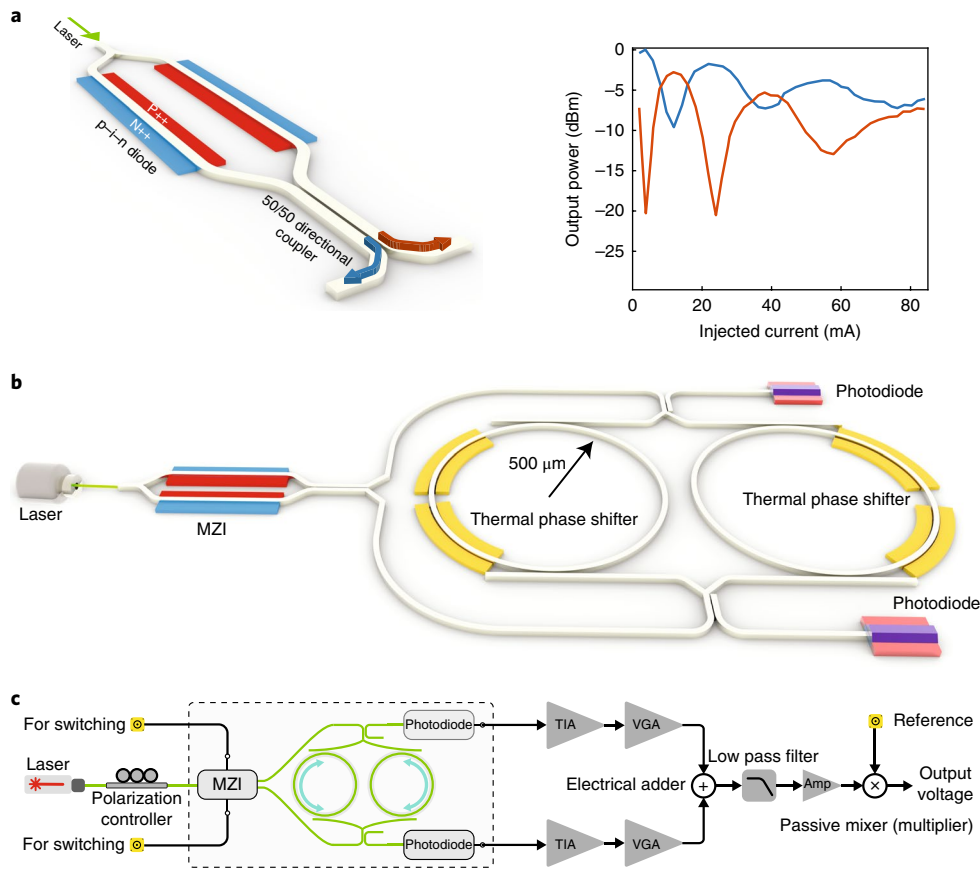 a
Laser
P++
N++
p–i–n diode
50/50 directional
coupler
Output power (dBm)
0
–5
–10
–15
–20
–25
0
20
40
60
80
Injected current (mA)
b
Laser
MZI
500 μm
Thermal phase shifter
Thermal phase shifter
Photodiode
Photodiode
c
For switching
Laser
Polarization
controller
For switching
MZI
Photodiode
Photodiode
TIA
VGA
TIA
VGA
Electrical adder
+
Low pass filter
Amp
×
Reference
Output
voltage
Passive mixer (multiplier)